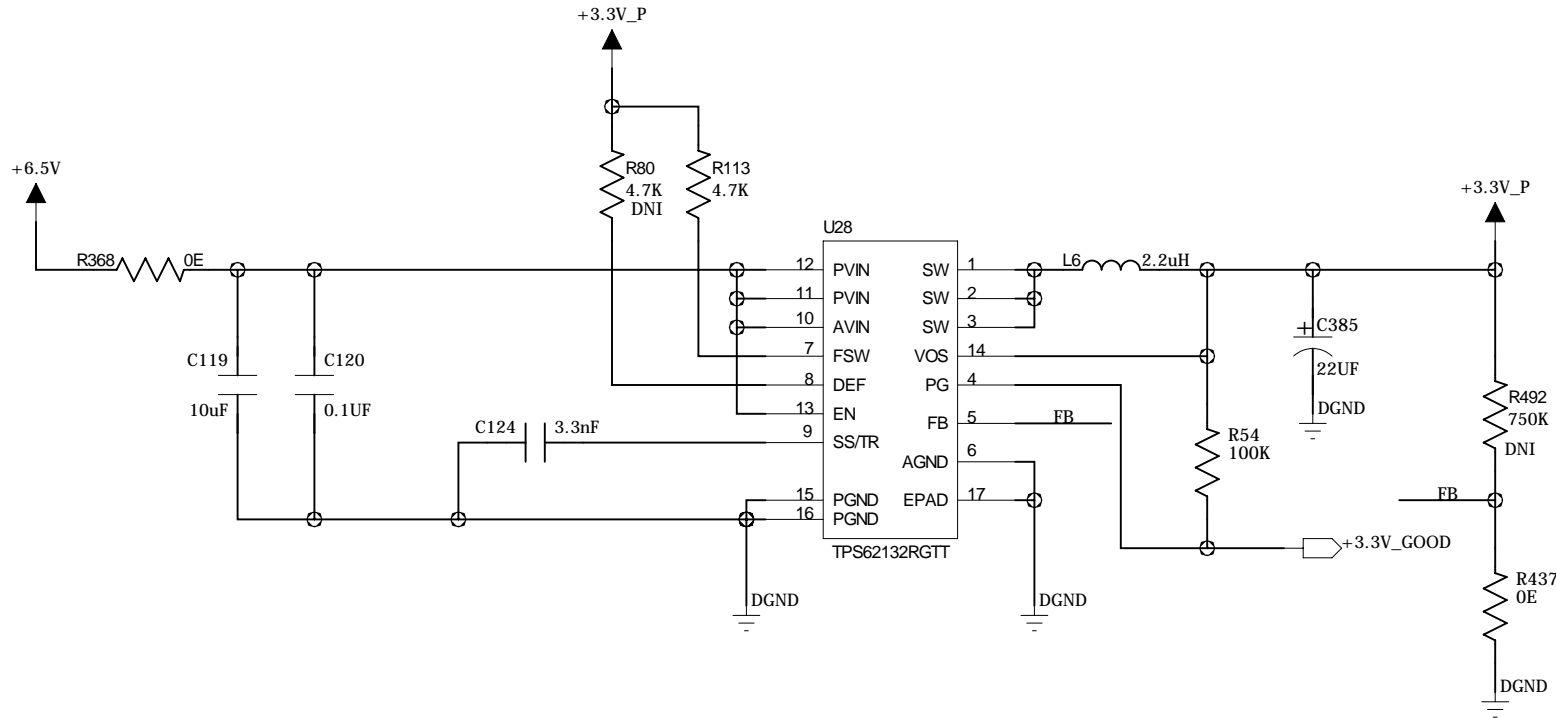 +3.3V_P
+6.5V
R80
4.7K
DNI
R113
4.7K
+3.3V_P
U28
R368
0E
12
PVIN
11
PVIN
10
AVIN
7
FSW
8
DEF
13
EN
9
SS/TR
15
PGND
16
PGND
SW
1
SW
2
SW
3
VOS
14
PG
4
FB
5
FB
AGND
6
EPAD
17
TPS62132RGTT
L6
2.2uH
C385
22UF
DGND
C119
10uF
C120
0.1UF
C124
3.3nF
R54
100K
R492
750K
DNI
FB
+3.3V_GOOD
R437
0E
DGND
DGND
DGND